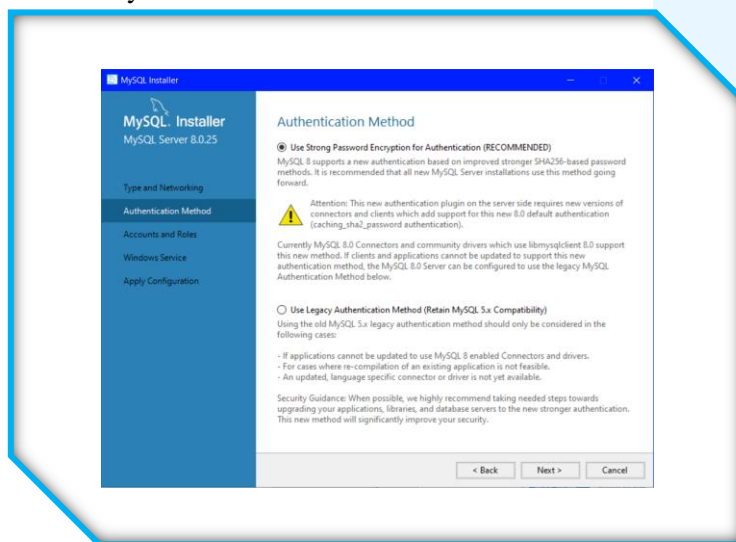 MySQL Installer
MySQL. Installer
MySQL Server 8.0.25
Type and Networking
Authentication Method
Accounts and Roles
Windows Service
Apply Configuration
Authentication Method
Use Strong Password Encryption for Authentication (RECOMMENDED)
MySQL 8 supports a new authentication based on improved stronger SHA256-based password
methods. It is recommended that all new MySQL Server installations use this method going
forward.
Attention: This new authentication plugin on the server side requires new versions of
connectors and clients which add support for this new 8.0 default authentication
(caching_sha2_password authentication).
Currently MySQL 8.0 Connectors and community drivers which use libmysqlclient 8.0 support
this new method. If clients and applications cannot be updated to support this new
authentication method, the MySQL 8.0 Server can be configured to use the legacy MySQL
Authentication Method below.
Use Legacy Authentication Method (Retain MySQL 5.x Compatibility)
Using the old MySQL 5.x legacy authentication method should only be considered in the
following cases:
- If applications cannot be updated to use MySQL 8 enabled Connectors and drivers.
- For cases where re-compilation of an existing application is not feasible.
- An updated, language specific connector or driver is not yet available.
Security Guidance: When possible, we highly recommend taking needed steps towards
upgrading your applications, libraries, and database servers to the new stronger authentication.
This new method will significantly improve your security.
< Back
Next >
Cancel